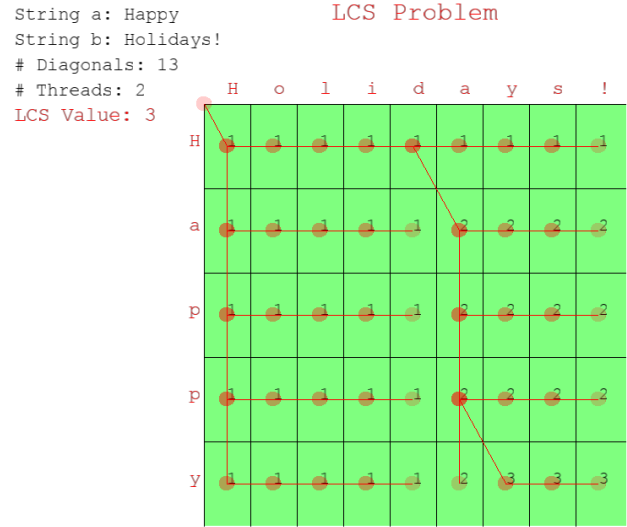 LCS Problem
String a: Happy
String b: Holidays!
# Diagonals: 13
# Threads: 2
LCS Value: 3
H o l i d a y s !
H 1 1 1 1 1 1 1 1 1
a 1 1 1 1 1 2 2 2 2
p 1 1 1 1 1 2 2 2 2
p 1 1 1 1 1 2 2 2 2
y 1 1 1 1 1 2 3 3 3